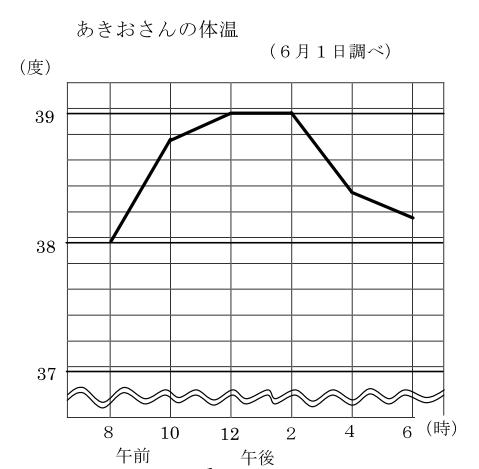 あきおさんの体温
（６月１日調べ）
（度）
39
38
37
8 10 12 2 4 6 （時）
午前 午後